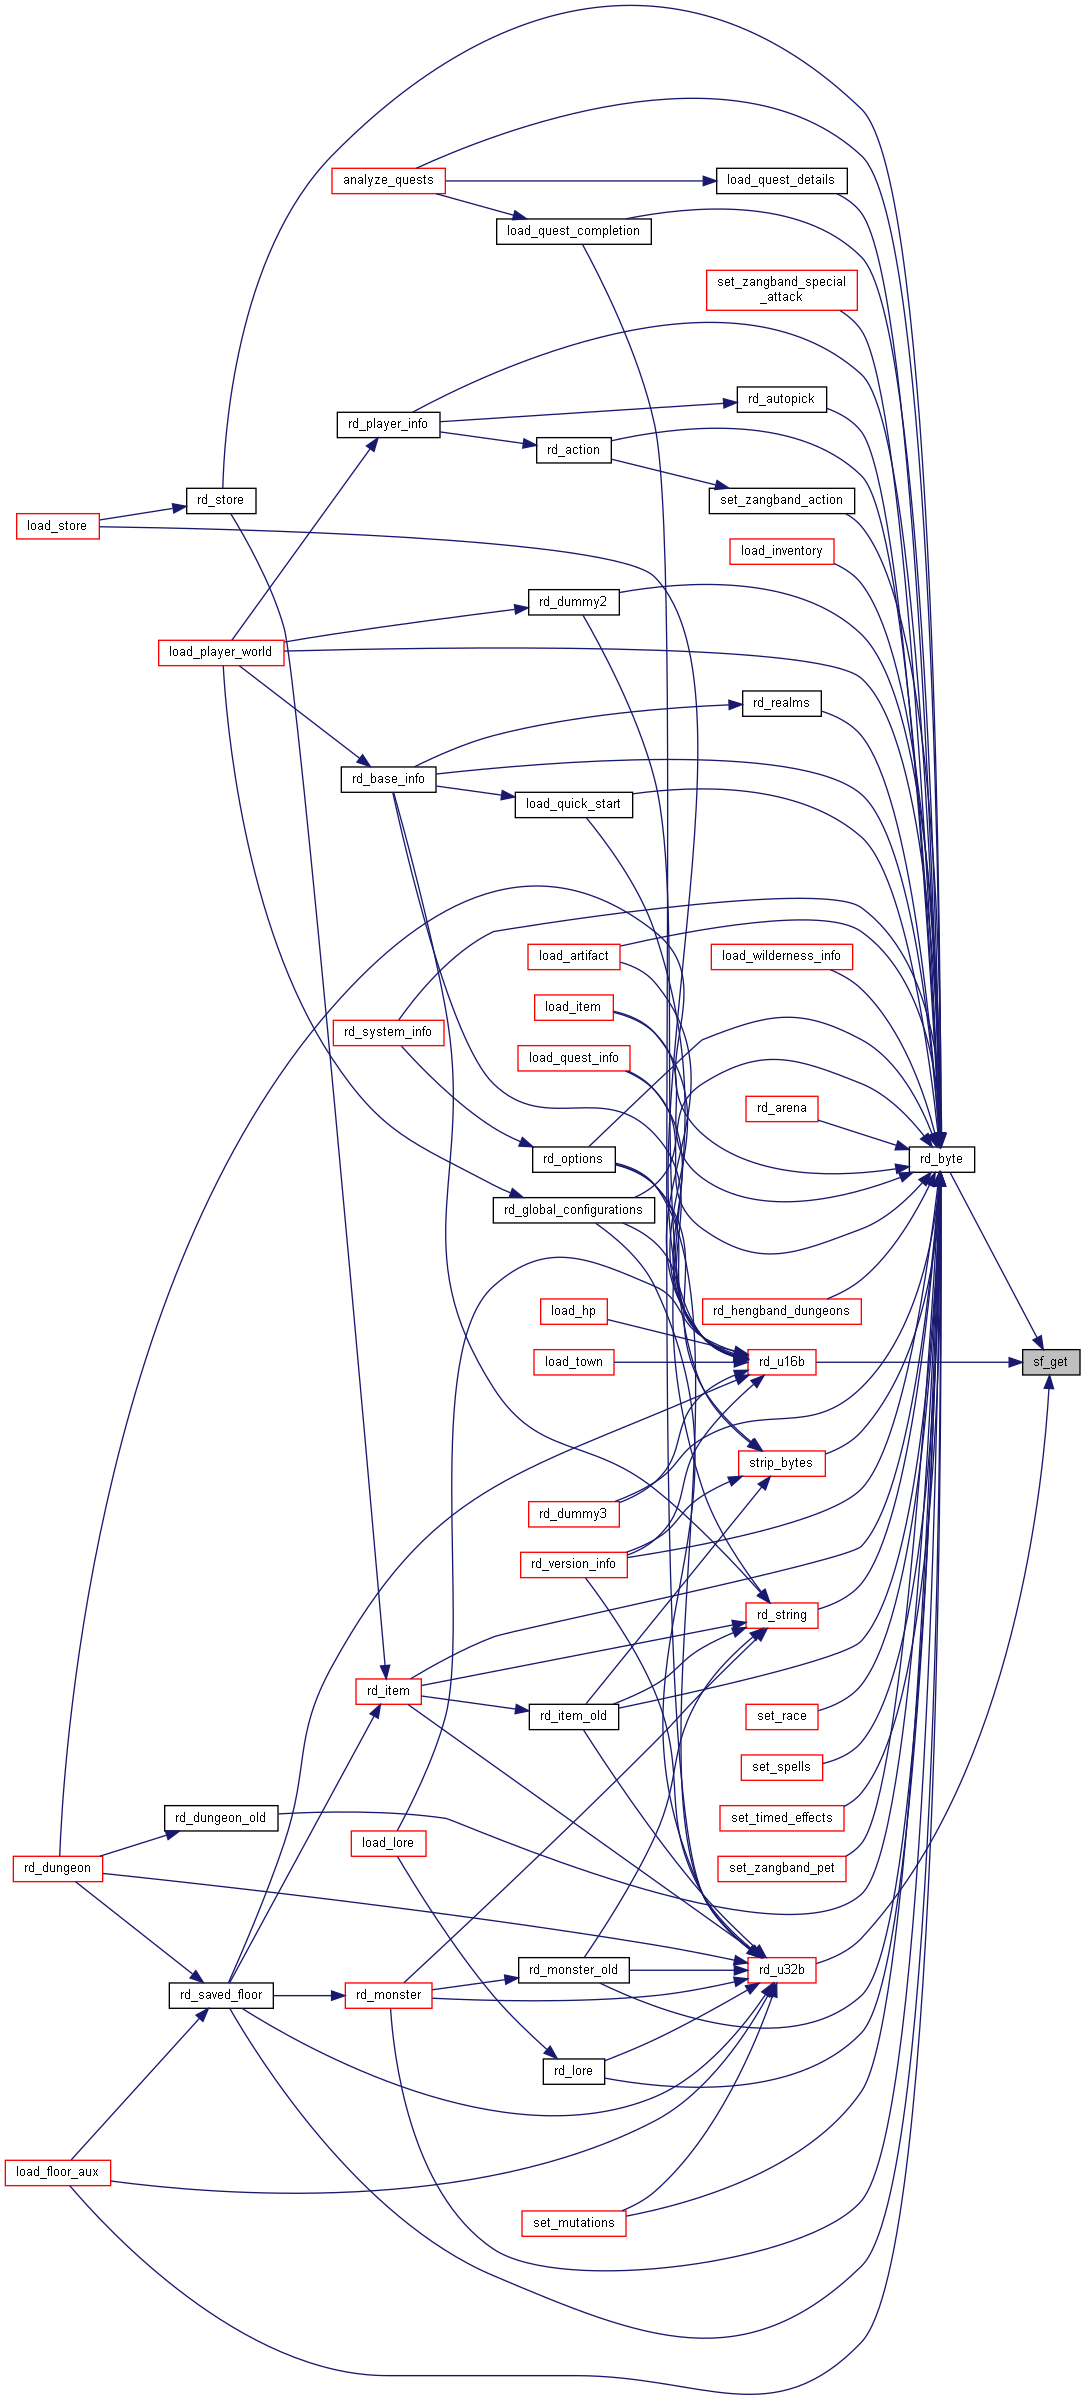 analyze_quests
load_quest_details
load_quest_completion
set_zangband_special
_attack
rd_autopick
rd_player_info
rd_action
rd_store
set_zangband_action
load_store
load_inventory
rd_dummy2
load_player_world
rd_realms
rd_base_info
load_quick_start
load_artifact
load_wilderness_info
load_item
rd_system_info
load_quest_info
rd_arena
rd_options
rd_byte
rd_global_configurations
load_hp
rd_hengband_dungeons
load_town
rd_u16b
sf_get
strip_bytes
rd_dummy3
rd_version_info
rd_string
rd_item
rd_item_old
set_race
set_spells
rd_dungeon_old
set_timed_effects
load_lore
rd_dungeon
set_zangband_pet
rd_monster_old
rd_u32b
rd_saved_floor
rd_monster
rd_lore
load_floor_aux
set_mutations